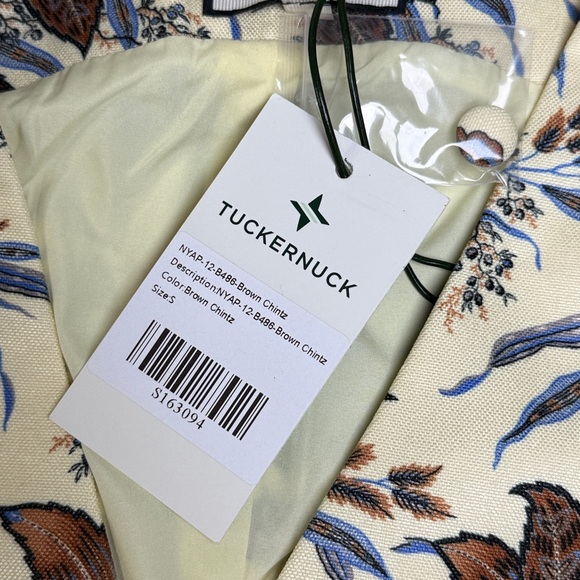 TUCKERNUCK
NYAP-12-B486-Brown Chintz
Description:NYAP-12-B486-Brown Chintz
Color:Brown Chintz
Size:S
S163094